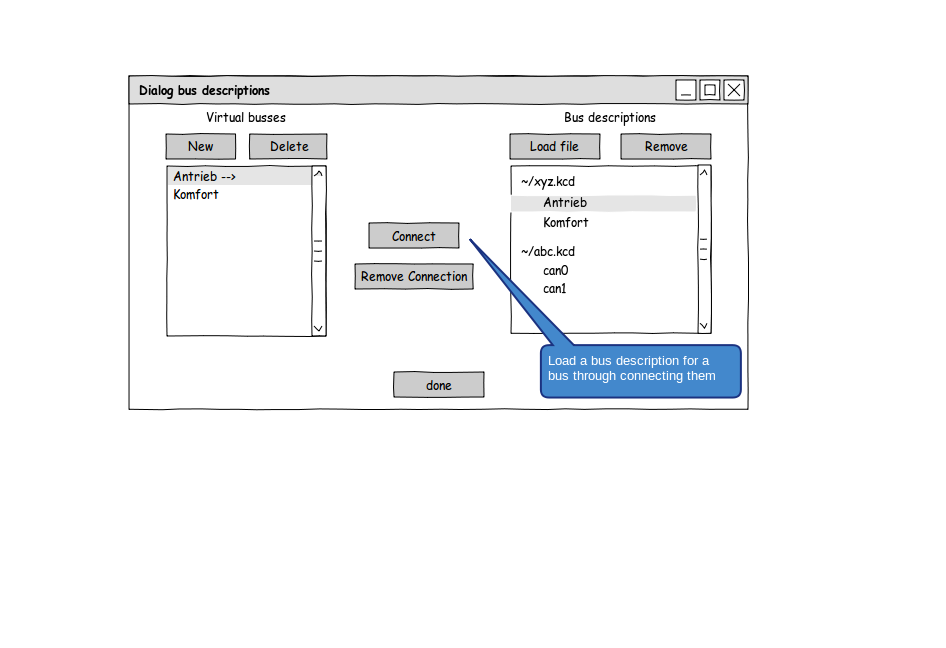 Dialog bus descriptions
Virtual busses
Bus descriptions
New
Delete
Load file
Remove
Antrieb -->
Komfort
~/xyz.kcd
Antrieb
Komfort
~/abc.kcd
can0
can1
Connect
Remove Connection
Load a bus description for a
bus through connecting them
done